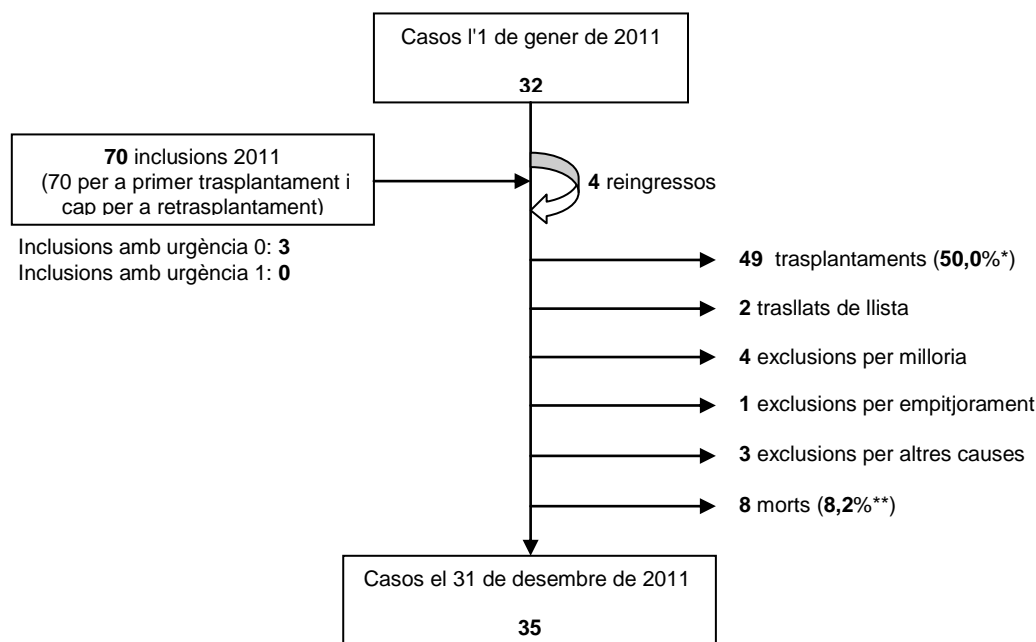 Casos l'1 de gener de 2011
32
70 inclusions 2011
(70 per a primer trasplantament i
cap per a retrasplantament)
4 reingressos
Inclusions amb urgència 0: 3
Inclusions amb urgència 1: 0
49 trasplantaments (50,0%*)
2 trasllats de llista
4 exclusions per milloria
1 exclusions per empitjorament
3 exclusions per altres causes
8 morts (8,2%**)
Casos el 31 de desembre de 2011
35